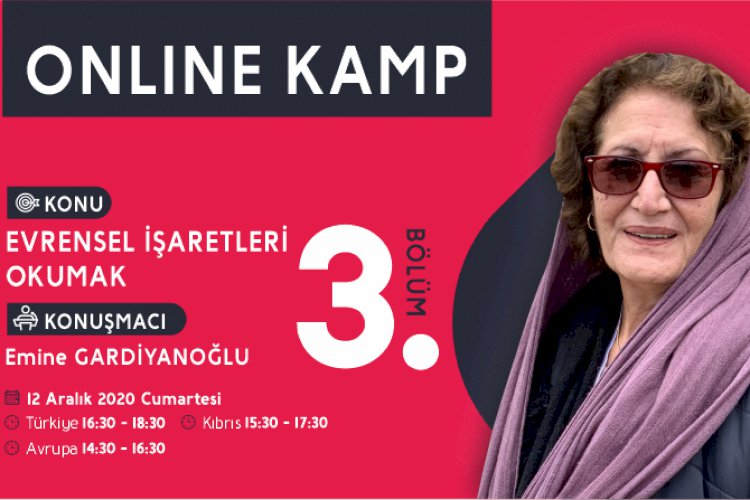 ONLINE KAMP
KONU
EVRENSEL İŞARETLERİ
OKUMAK
KONUŞMACI
Emine GARDİYANOĞLU
3.
BÖLÜM
12 Aralık 2020 Cumartesi
Türkiye 16:30 - 18:30 Kıbrıs 15:30 - 17:30
Avrupa 14:30 - 16:30